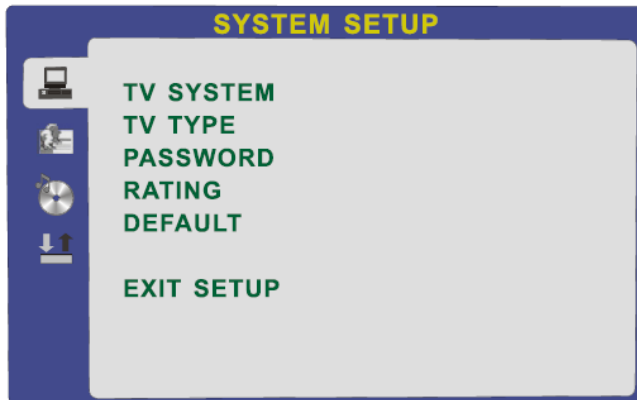 SYSTEM SETUP
TV SYSTEM
TV TYPE
PASSWORD
RATING
DEFAULT
EXIT SETUP